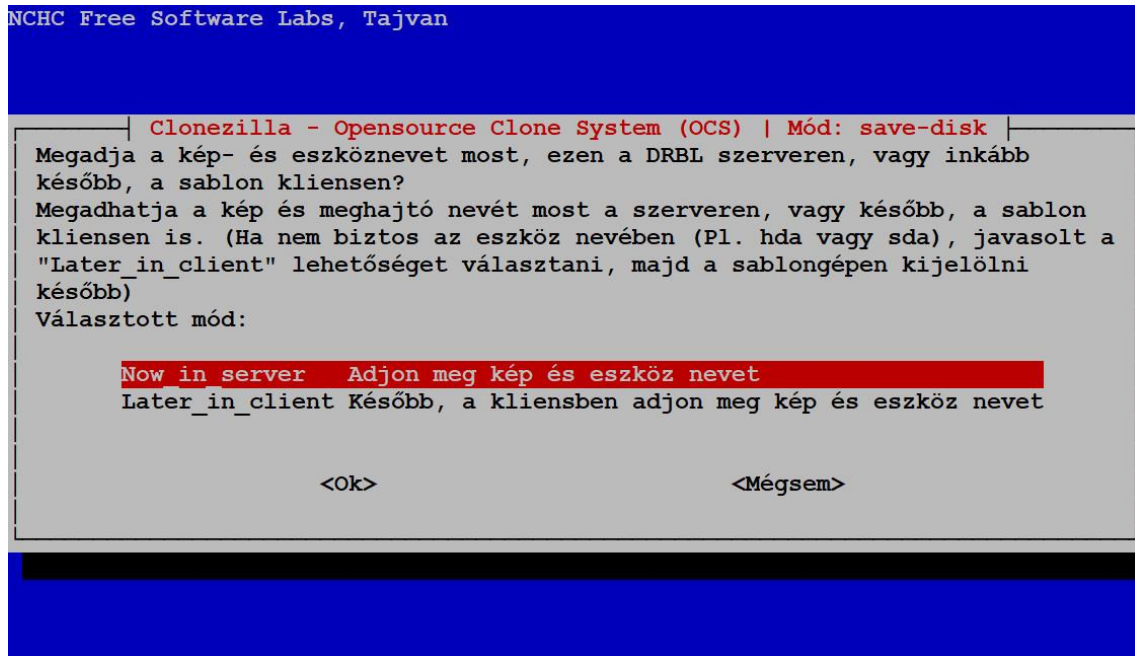 NCHC Free Software Labs, Tajvan
Clonezilla - Opensource Clone System (OCS) | Mód: save-disk
Megadja a kép- és eszköznevet most, ezen a DRBL szerveren, vagy inkább
később, a sablon kliensen?
Megadhatja a kép és meghajtó nevét most a szerveren, vagy később, a sablon
kliensen is. (Ha nem biztos az eszköz nevében (Pl. hda vagy sda), javasolt a
"Later_in_client" lehetőséget választani, majd a sablongépen kijelölni
később)
Választott mód:
Now_in_server Adjon meg kép és eszköz nevet
Later_in_client Később, a kliensben adjon meg kép és eszköz nevet
<Ok> <Mégsem>